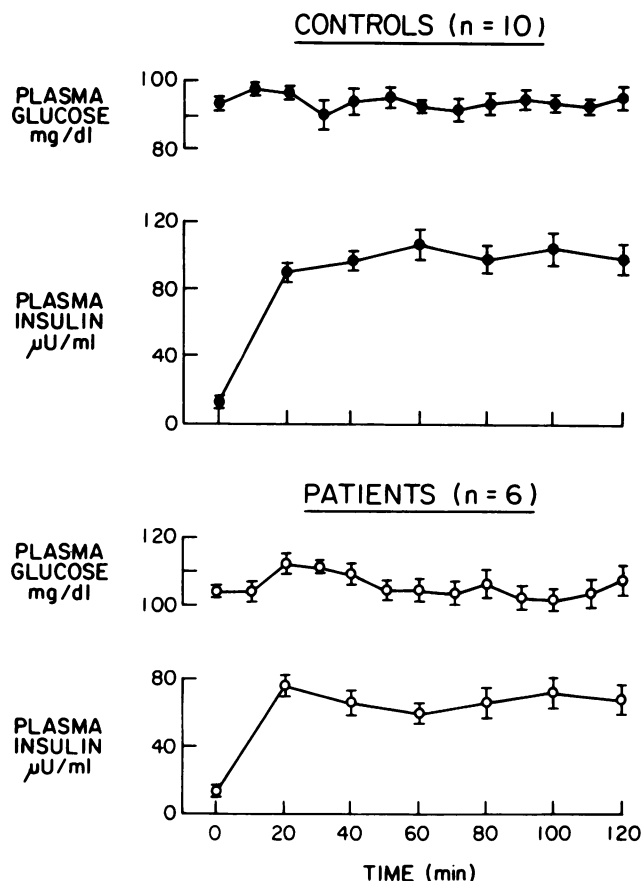 CONTROLS (n = 10)
PLASMA
GLUCOSE
mg/dl
100
80
PLASMA
INSULIN
μU/ml
120
80
40
0
PATIENTS (n = 6)
PLASMA
GLUCOSE
mg/dl
120
100
PLASMA
INSULIN
μU/ml
80
40
0
0 20 40 60 80 100 120
TIME (min)